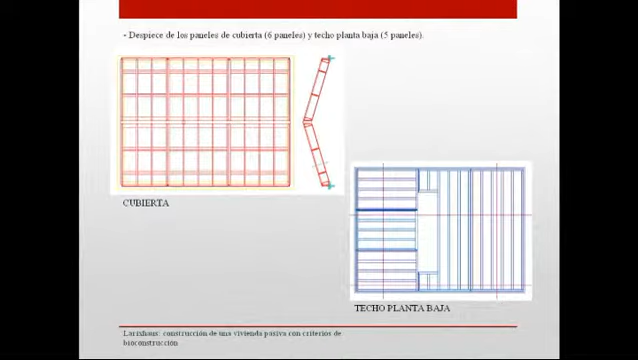 - Despiece de los paneles de cubierta (6 paneles) y techo planta baja (5 paneles).
CUBIERTA
TECHO PLANTA BAJA
Larixhaus: construcción de una vivienda pasiva con criterios de
bioconstrucción